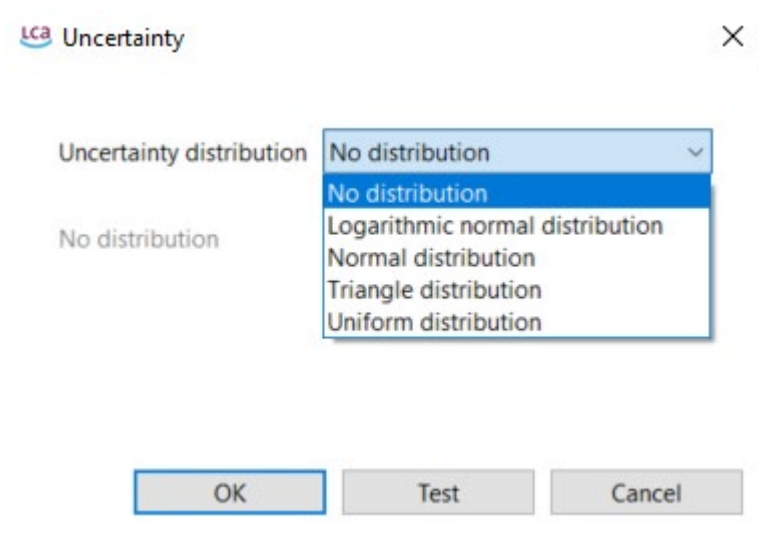 LCA Uncertainty
Uncertainty distribution No distribution
No distribution
Logarithmic normal distribution
No distribution
Normal distribution
Triangle distribution
Uniform distribution
OK Test Cancel